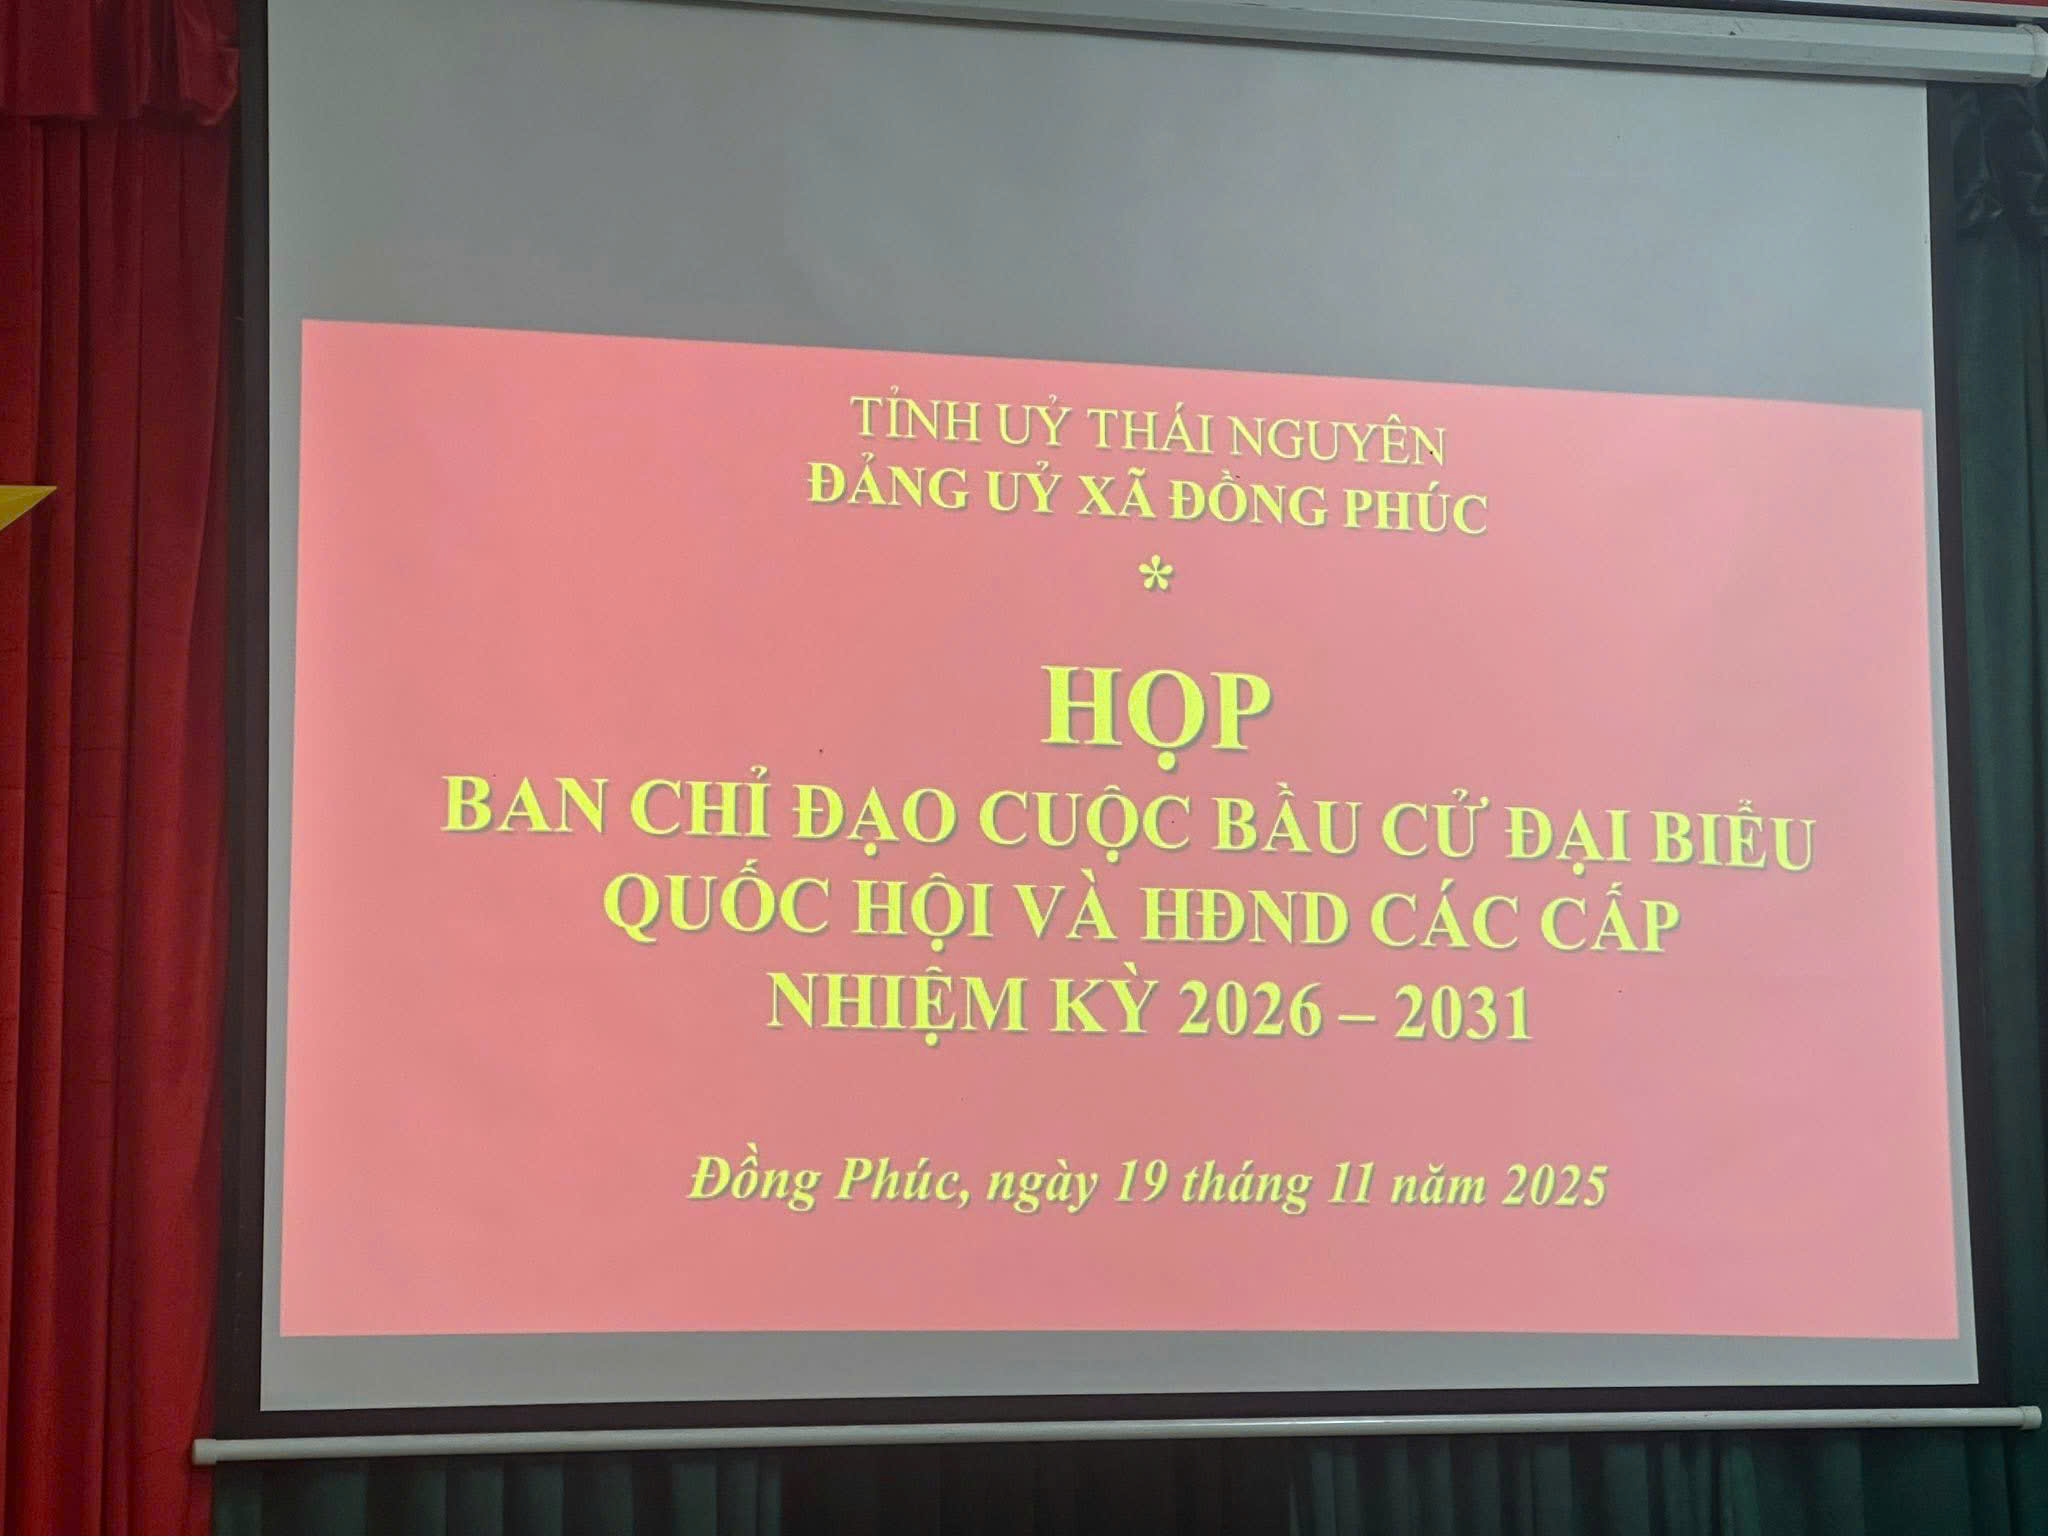 TỈNH UỶ THÁI NGUYÊN
ĐẢNG UỶ XÃ ĐỒNG PHÚC
*
HỌP
BAN CHỈ ĐẠO CUỘC BẦU CỬ ĐẠI BIỂU
QUỐC HỘI VÀ HĐND CÁC CẤP
NHIỆM KỲ 2026 – 2031
Đồng Phúc, ngày 19 tháng 11 năm 2025